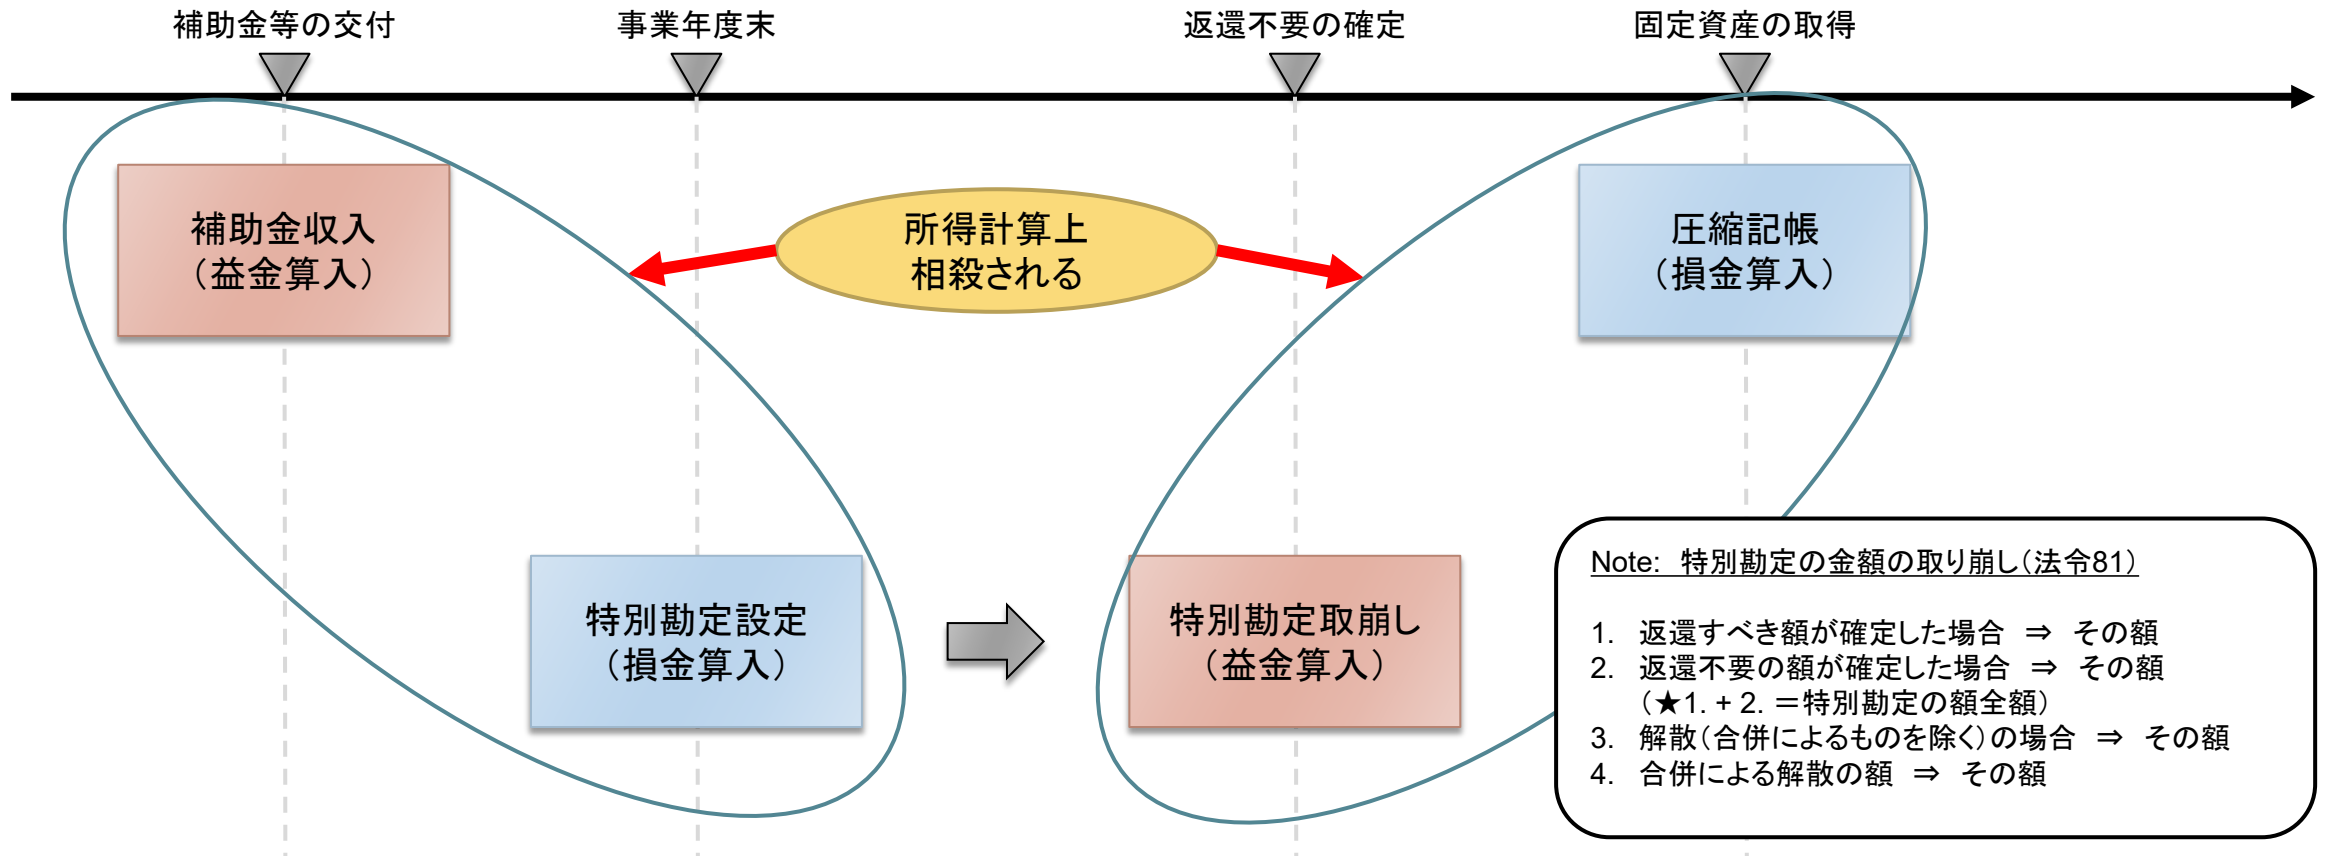 補助金等の交付
事業年度末
返還不要の確定
固定資産の取得
補助金収入
（益金算入）
所得計算上
相殺される
圧縮記帳
（損金算入）
特別勘定設定
（損金算入）
特別勘定取崩し
（益金算入）
Note:　特別勘定の金額の取り崩し（法令81）
1.　返還すべき額が確定した場合　⇒　その額
2.　返還不要の額が確定した場合　⇒　その額
（★1. + 2. ＝特別勘定の額全額）
3.　解散（合併によるものを除く）の場合　⇒　その額
4.　合併による解散の額　⇒　その額